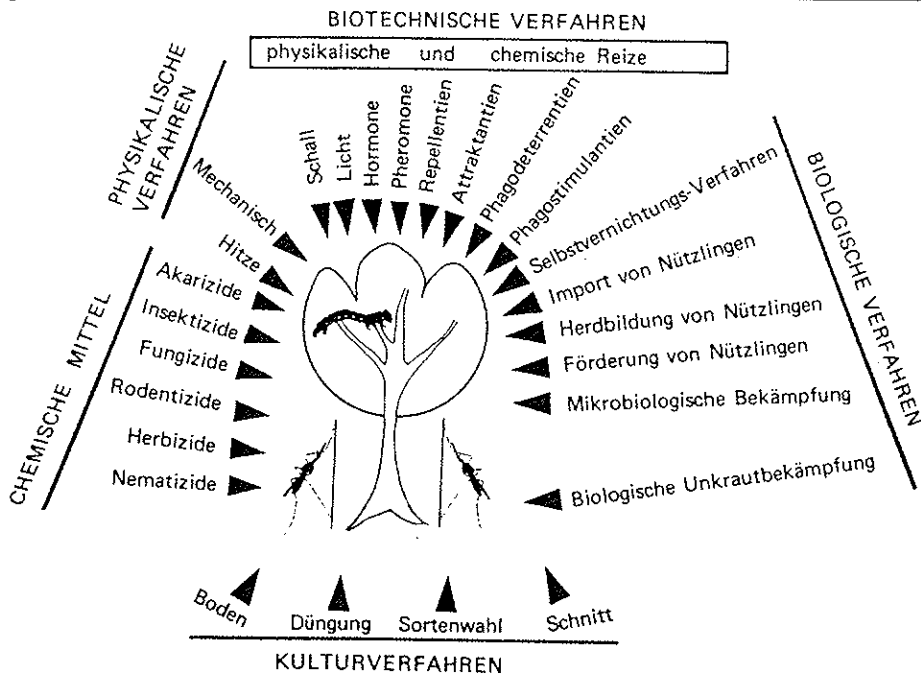 BIOTECHNISCHE VERFAHREN
physikalische und chemische Reize
PHYSIKALISCHE
VERFAHREN
Mechanisch
Hitze
Schall
Licht
Hormone
Pheromone
Repellentien
Attraktantien
Phagodeterrentien
Phagostimulantien
BIOLOGISCHE VERFAHREN
Selbstvernichtungs-Verfahren
Import von Nützlingen
Herdbildung von Nützlingen
Förderung von Nützlingen
Mikrobiologische Bekämpfung
Biologische Unkrautbekämpfung
CHEMISCHE MITTEL
Akarizide
Insektizide
Fungizide
Rodentizide
Herbizide
Nematizide
Boden
Düngung
Sortenwahl
Schnitt
KULTURVERFAHREN